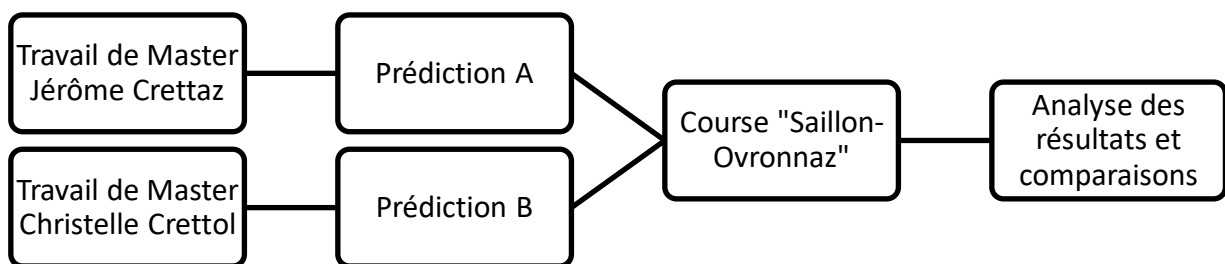 Travail de Master
Jérôme Crettaz
Prédiction A
Travail de Master
Christelle Crettol
Prédiction B
Course "Saillon-
Ovronnaz"
Analyse des
résultats et
comparaisons